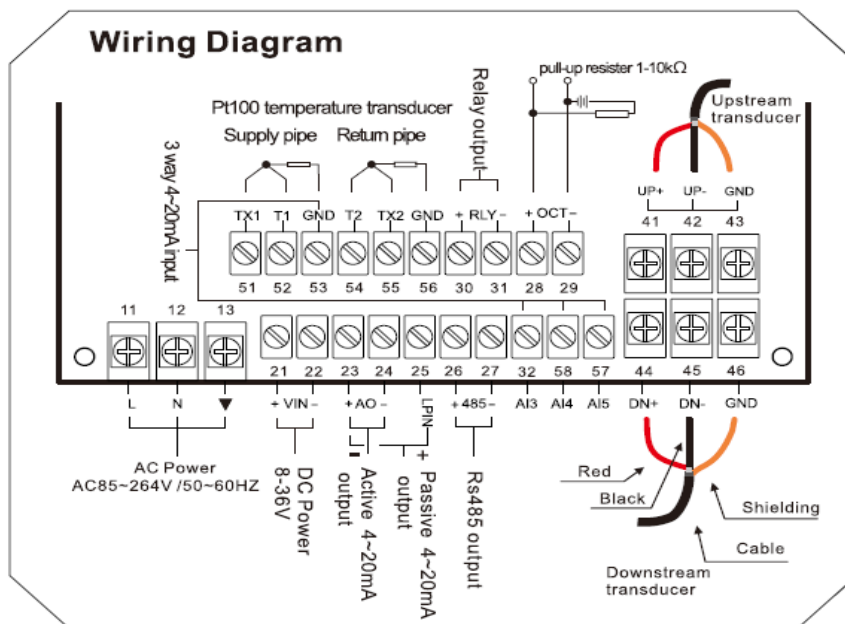 Wiring Diagram
pull-up resister 1-10kΩ
Relay output
Pt100 temperature transducer
Supply pipe Return pipe
3 way 4~20mA input
Upstream
transducer
UP+ UP- GND
41 42 43
TX1 T1 GND T2 TX2 GND + RLY - + OCT -
51 52 53 54 55 56 30 31 28 29
11 12 13
21 22 23 24 25 26 27 32 58 57 44 45 46
L N + VIN - + AO - LPIN + 485 - AI3 AI4 AI5 DN+ DN- GND
AC Power
AC85~264V /50~60HZ
DC Power
8-36V
- +
Active 4~20mA
output
Passive 4~20mA
output
Rs485 output
Red
Black
Shielding
Cable
Downstream
transducer